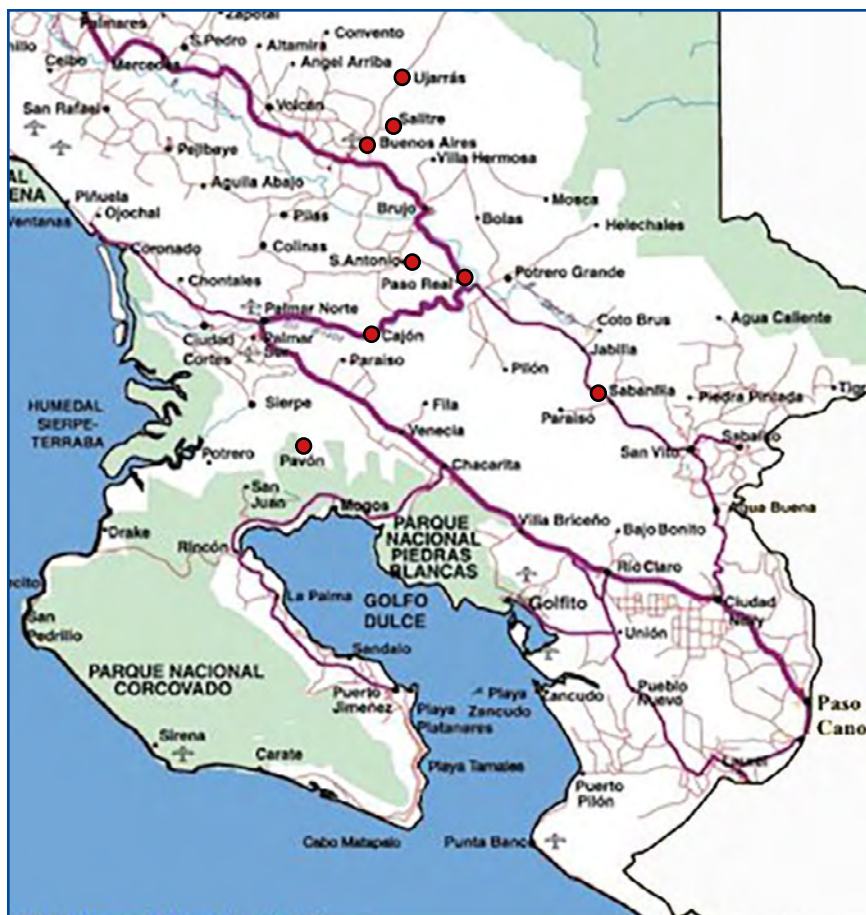 Zapotal
Palmares
Convento
S.Pedro
Altamira
Ceibo
Mercedes
Angel Arriba
Ujarrás
San Rafael
Volcán
Salitre
Buenos Aires
Pejibaye
Villa Hermosa
Aguila Abajo
Piñuela
Ojochal
Ventanas
Pilas
Brujo
Bolas
Mosca
Helechales
Coronado
Colinas
S.Antonio
Chontales
Paso Real
Potrero Grande
Palmar Norte
Coto Brus
Agua Caliente
Ciudad
Cortes
Palmar
Sur
Cajón
Jabilla
Paraiso
Pilón
HUMEDAL
SIERPE-
TERRABA
Sierpe
Fila
Sabanilla
Piedra Pintada
Paraisó
Venecia
Potrero
Pavón
Chacarita
San Vito
Sabalito
San
Juan
Mogos
Agua Buena
Drake
Rincón
PARQUE
NACIONAL
PIEDRAS
BLANCAS
Villa Briceño
Bajo Bonito
Río Claro
La Palma
GOLFO
DULCE
Golfito
Ciudad
Neily
San
Pedrillo
Unión
Sandalo
PARQUE NACIONAL
CORCOVADO
Puerto
Jimenez
Playa
Platanares
Playa
Zancudo
Zancudo
Pueblo
Nuevo
Paso
Cano
Sirena
Carate
Playa Tamales
Laurel
Puerto
Pilón
Cabo Matapalo
Punta Banco